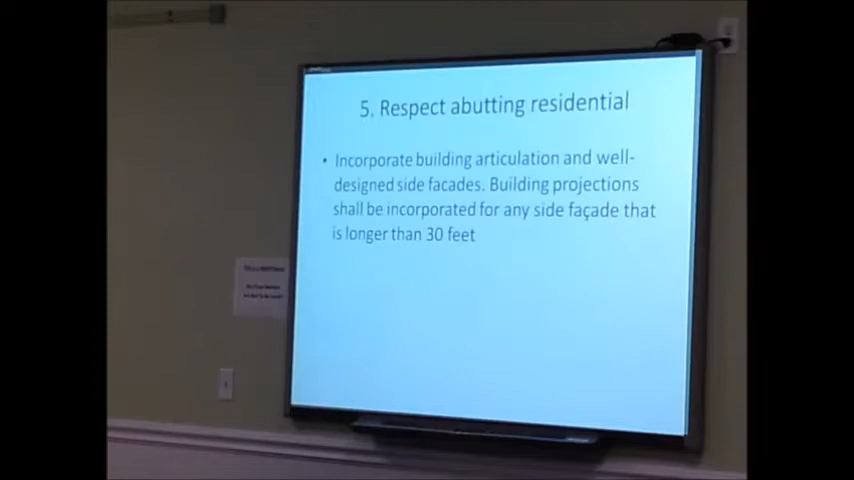 5. Respect abutting residential
• Incorporate building articulation and well-
designed side facades. Building projections
shall be incorporated for any side façade that
is longer than 30 feet